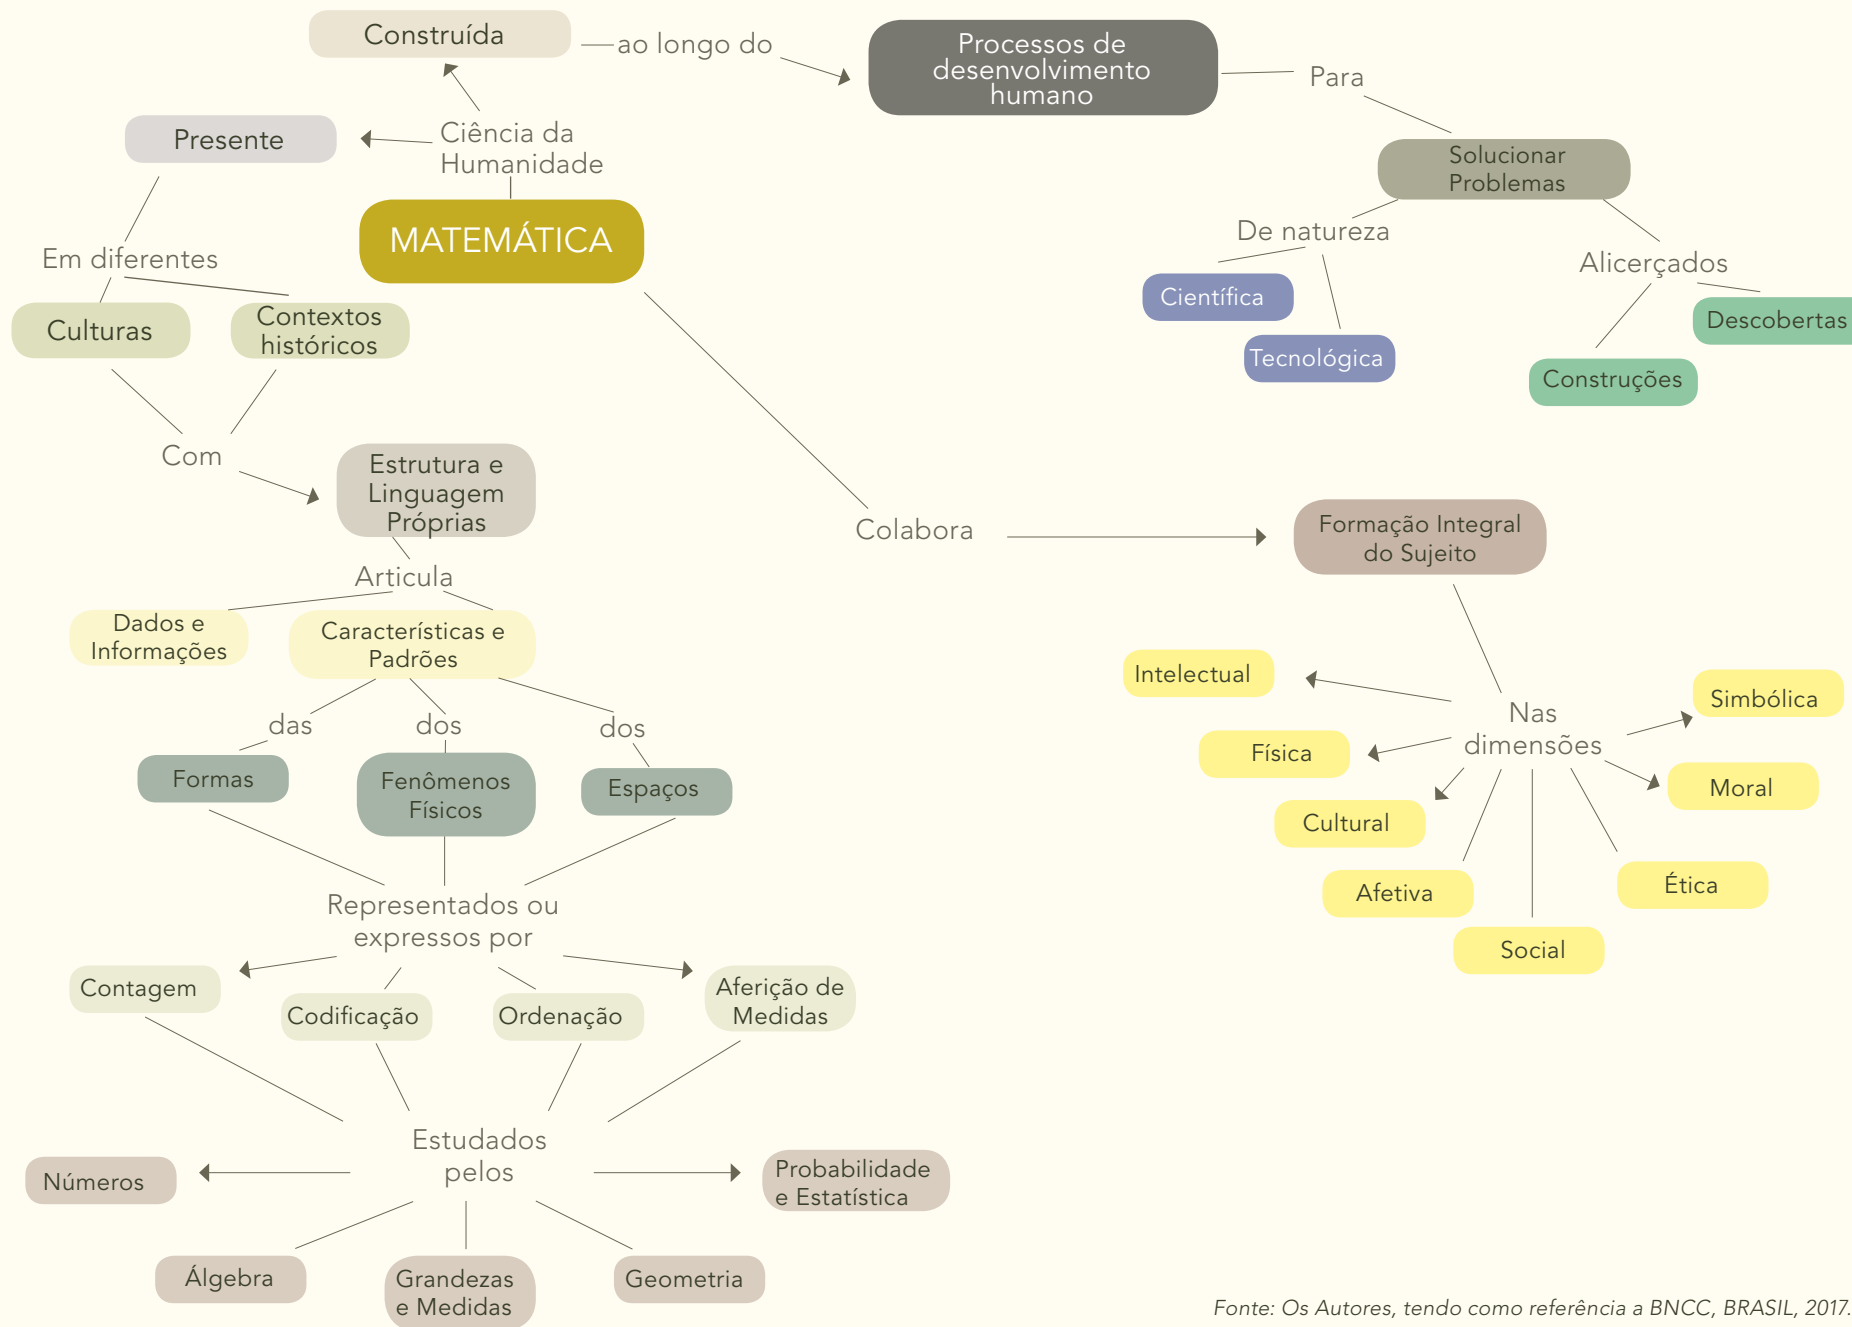 Construída
ao longo do
Processos de
desenvolvimento
humano
Para
Presente
Ciência da
Humanidade
Solucionar
Problemas
MATEMÁTICA
De natureza
Em diferentes
Alicerçados
Científica
Culturas
Contextos
históricos
Descobertas
Tecnológica
Construções
Com
Estrutura e
Linguagem
Próprias
Colabora
Formação Integral
do Sujeito
Articula
Dados e
Informações
Características e
Padrões
Intelectual
Simbólica
das
dos
dos
Nas
dimensões
Física
Formas
Fenômenos
Físicos
Espaços
Moral
Cultural
Afetiva
Ética
Representados ou
expressos por
Social
Contagem
Codificação
Ordenação
Aferição de
Medidas
Estudados
pelos
Números
Probabilidade
e Estatística
Álgebra
Grandezas
e Medidas
Geometria
Fonte: Os Autores, tendo como referência a BNCC, BRASIL, 2017.